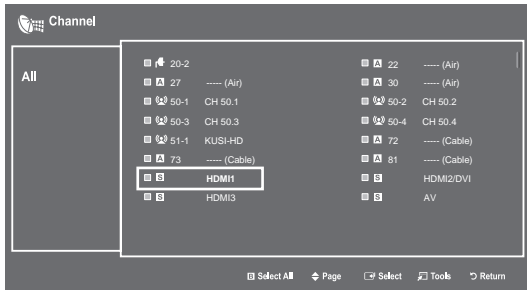 Channel
All
20-2 A 22 ----- (Air)
A 27 ----- (Air) A 30 ----- (Air)
50-1 CH 50.1 50-2 CH 50.2
50-3 CH 50.3 50-4 CH 50.4
51-1 KUSI-HD A 72 ----- (Cable)
A 73 ----- (Cable) A 81 ----- (Cable)
S HDMI1 S HDMI2/DVI
S HDMI3 S AV
B Select All Page Select Tools Return